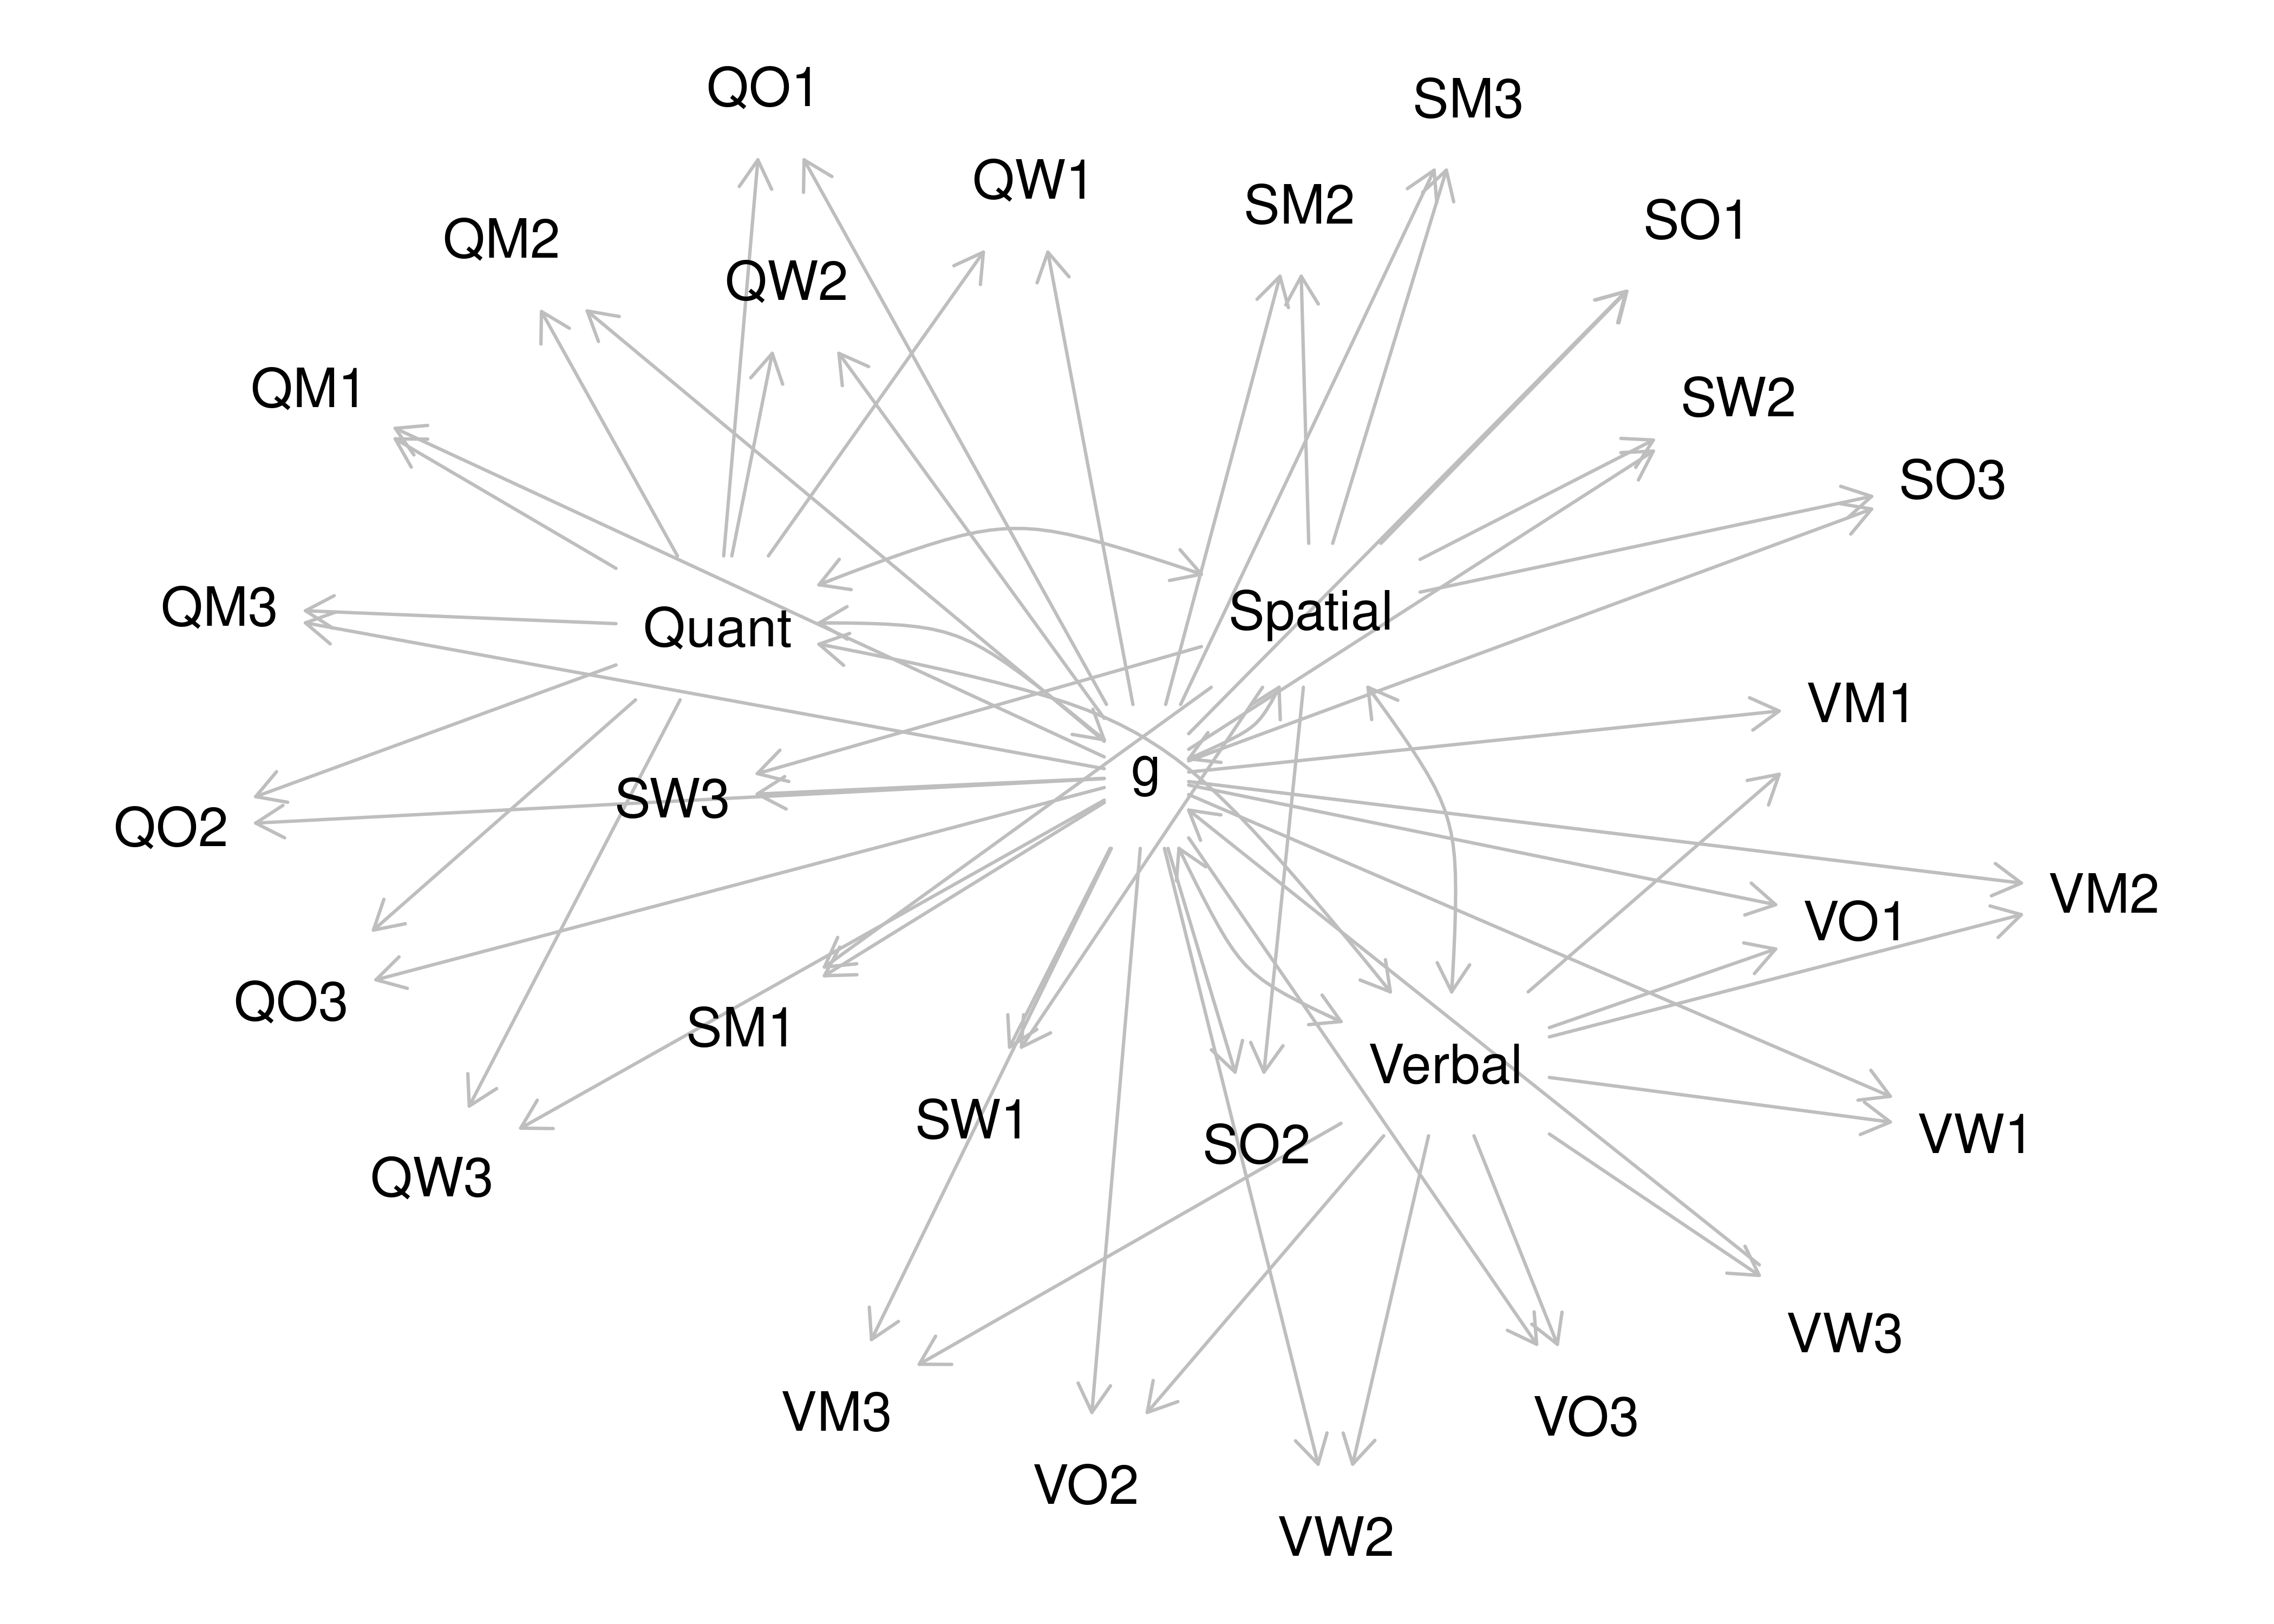 QO1
SM3
QW1
SM2
SO1
QM2
QW2
QM1
SW2
SO3
QM3
Quant
Spatial
VM1
g
SW3
QO2
VM2
VO1
QO3
SM1
Verbal
SW1
SO2
VW1
QW3
VW3
VM3
VO3
VO2
VW2